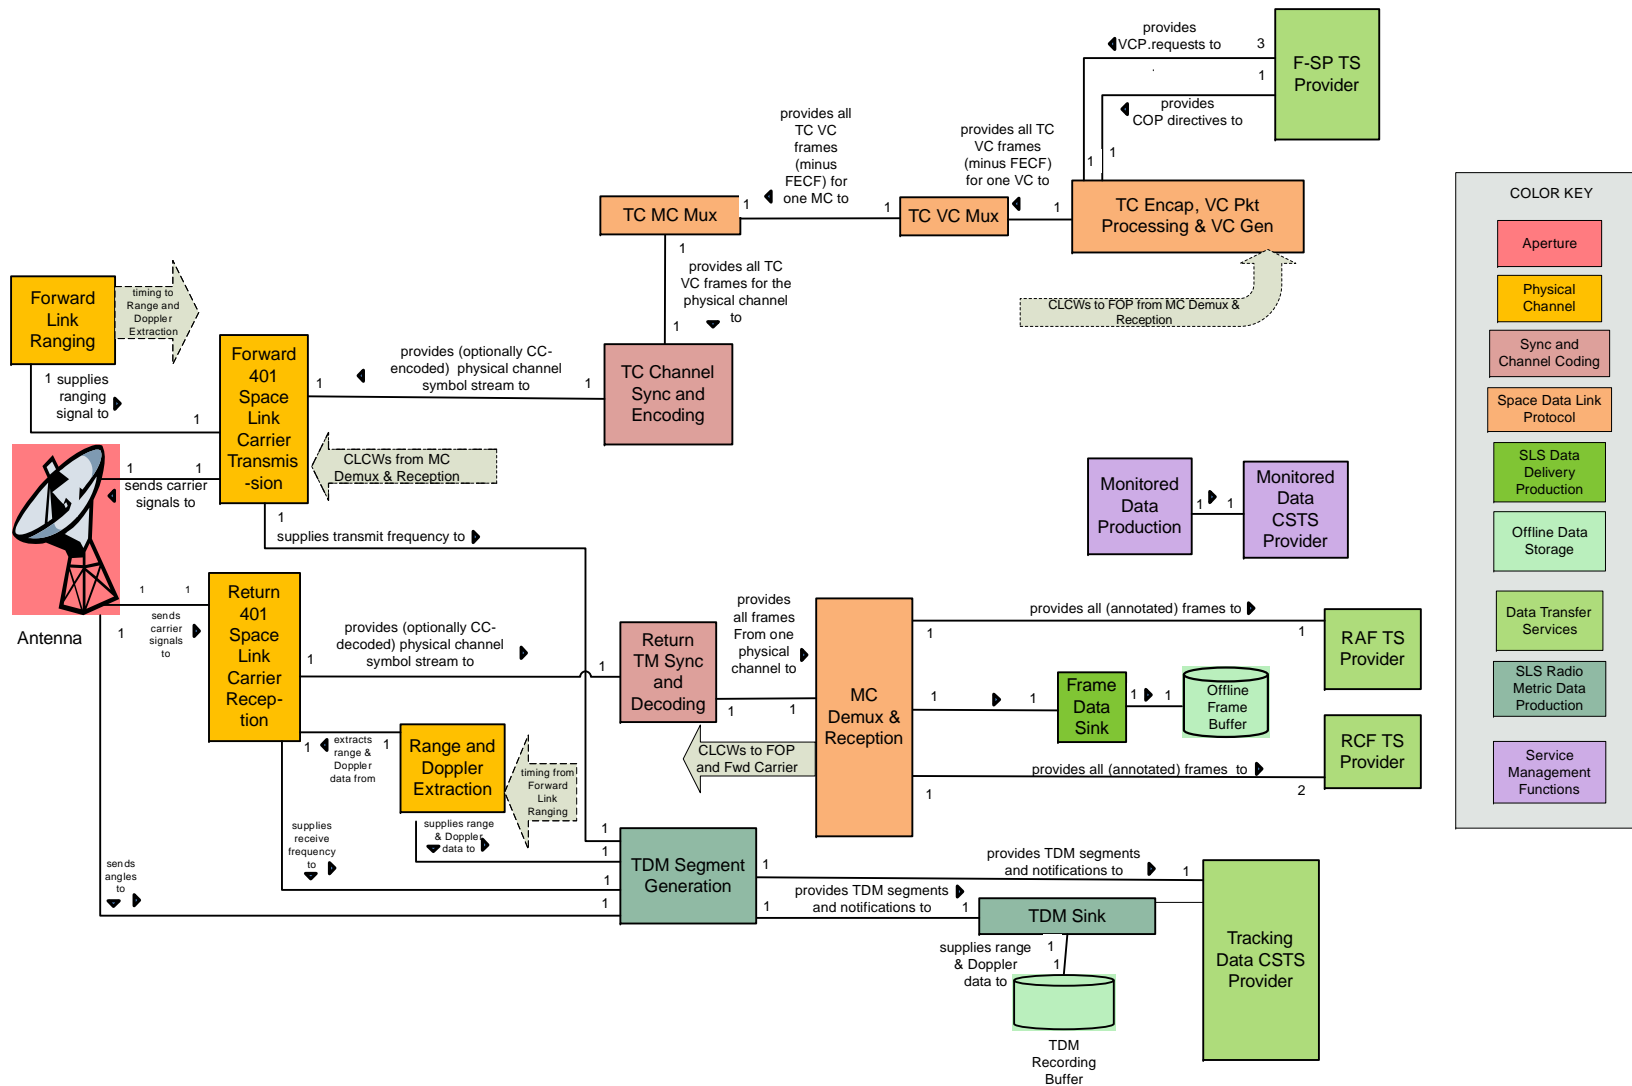 provides
VCP.requests to
3
F-SP TS
Provider
1
provides
COP directives to
1
1
provides all
TC VC
frames
(minus
FECF) for
one MC to
provides all TC
VC frames
(minus FECF)
for one VC to
TC MC Mux
1
1
TC VC Mux
1
1
TC Encap, VC Pkt
Processing & VC Gen
1
provides all TC
VC frames for the
physical channel
to
1
CLCWs to FOP from MC Demux &
Reception
COLOR KEY
Aperture
Physical
Channel
Sync and
Channel Coding
Space Data Link
Protocol
SLS Data
Delivery
Production
Offline Data
Storage
Data Transfer
Services
SLS Radio
Metric Data
Production
Service
Management
Functions
Forward
Link
Ranging
timing to
Range and
Doppler
Extraction
1
supplies
ranging
signal to
1
Forward
401
Space
Link
Carrier
Transmis
-sion
1
provides (optionally CC-
encoded) physical channel
symbol stream to
1
TC Channel
Sync and
Encoding
CLCWs from MC
Demux & Reception
1
1
sends carrier
signals to
1
supplies transmit frequency to
Monitored
Data
Production
1
1
Monitored
Data
CSTS
Provider
Antenna
1
1
1
sends
carrier
signals
to
Return
401
Space
Link
Carrier
Recep-
tion
provides (optionally CC-
decoded) physical channel
symbol stream to
1
1
Return
TM Sync
and
Decoding
provides
all frames
From one
physical
channel to
1
1
MC
Demux &
Reception
provides all (annotated) frames to
1
1
RAF TS
Provider
1
1
Frame
Data
Sink
1
1
Offline
Frame
Buffer
provides all (annotated) frames to
1
2
RCF TS
Provider
CLCWs to FOP
and Fwd Carrier
1
extracts
range &
Doppler
data from
1
Range and
Doppler
Extraction
timing from
Forward
Link
Ranging
supplies
receive
frequency
to
supplies range
& Doppler
data to
sends
angles
to
1
1
1
1
TDM Segment
Generation
1
provides TDM segments
and notifications to
1
1
provides TDM segments
and notifications to
1
TDM Sink
supplies range
& Doppler
data to
1
1
TDM
Recording
Buffer
Tracking
Data CSTS
Provider